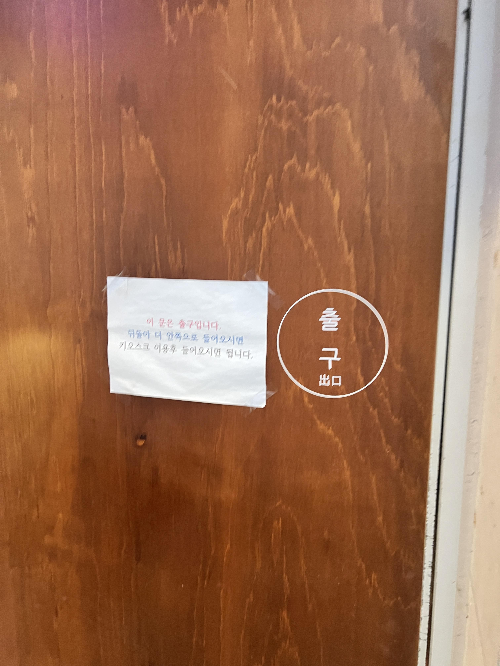 이 문은 출구입니다.
뒤돌아 더 안쪽으로 들어오시면
키오스크 이용후 들어오시면 됩니다.
출
구
出口